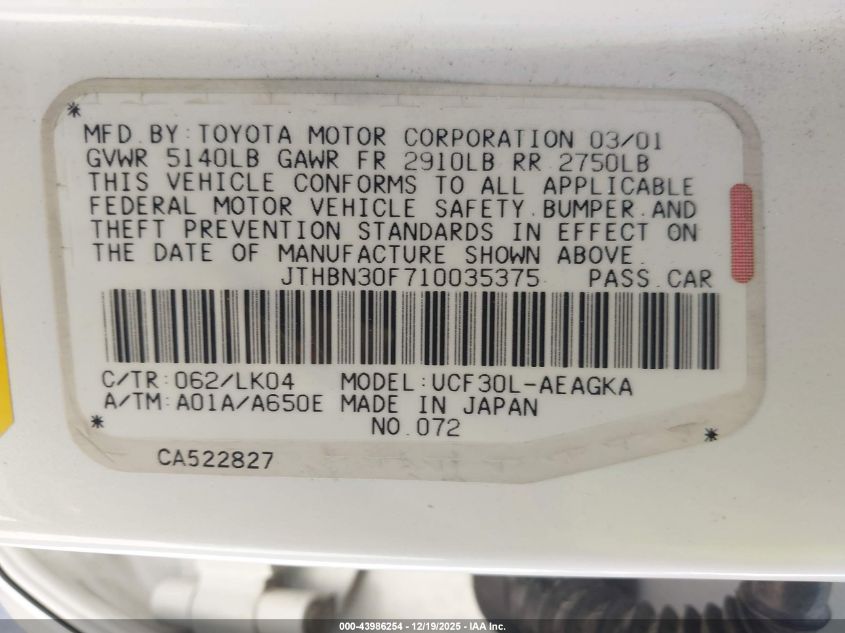 MFD. BY: TOYOTA MOTOR CORPORATION 03/01
GVWR 5140LB GAWR FR 2910LB RR 2750LB
THIS VEHICLE CONFORMS TO ALL APPLICABLE
FEDERAL MOTOR VEHICLE SAFETY, BUMPER, AND
THEFT PREVENTION STANDARDS IN EFFECT ON
THE DATE OF MANUFACTURE SHOWN ABOVE.
JTHBN30F710035375 PASS. CAR
C/TR: 062/LK04 MODEL: UCF30L-AEAGKA
A/TM: A01A/A650E MADE IN JAPAN
NO. 072
CA522827
000-43986254 - 12/19/2025 - IAA Inc.